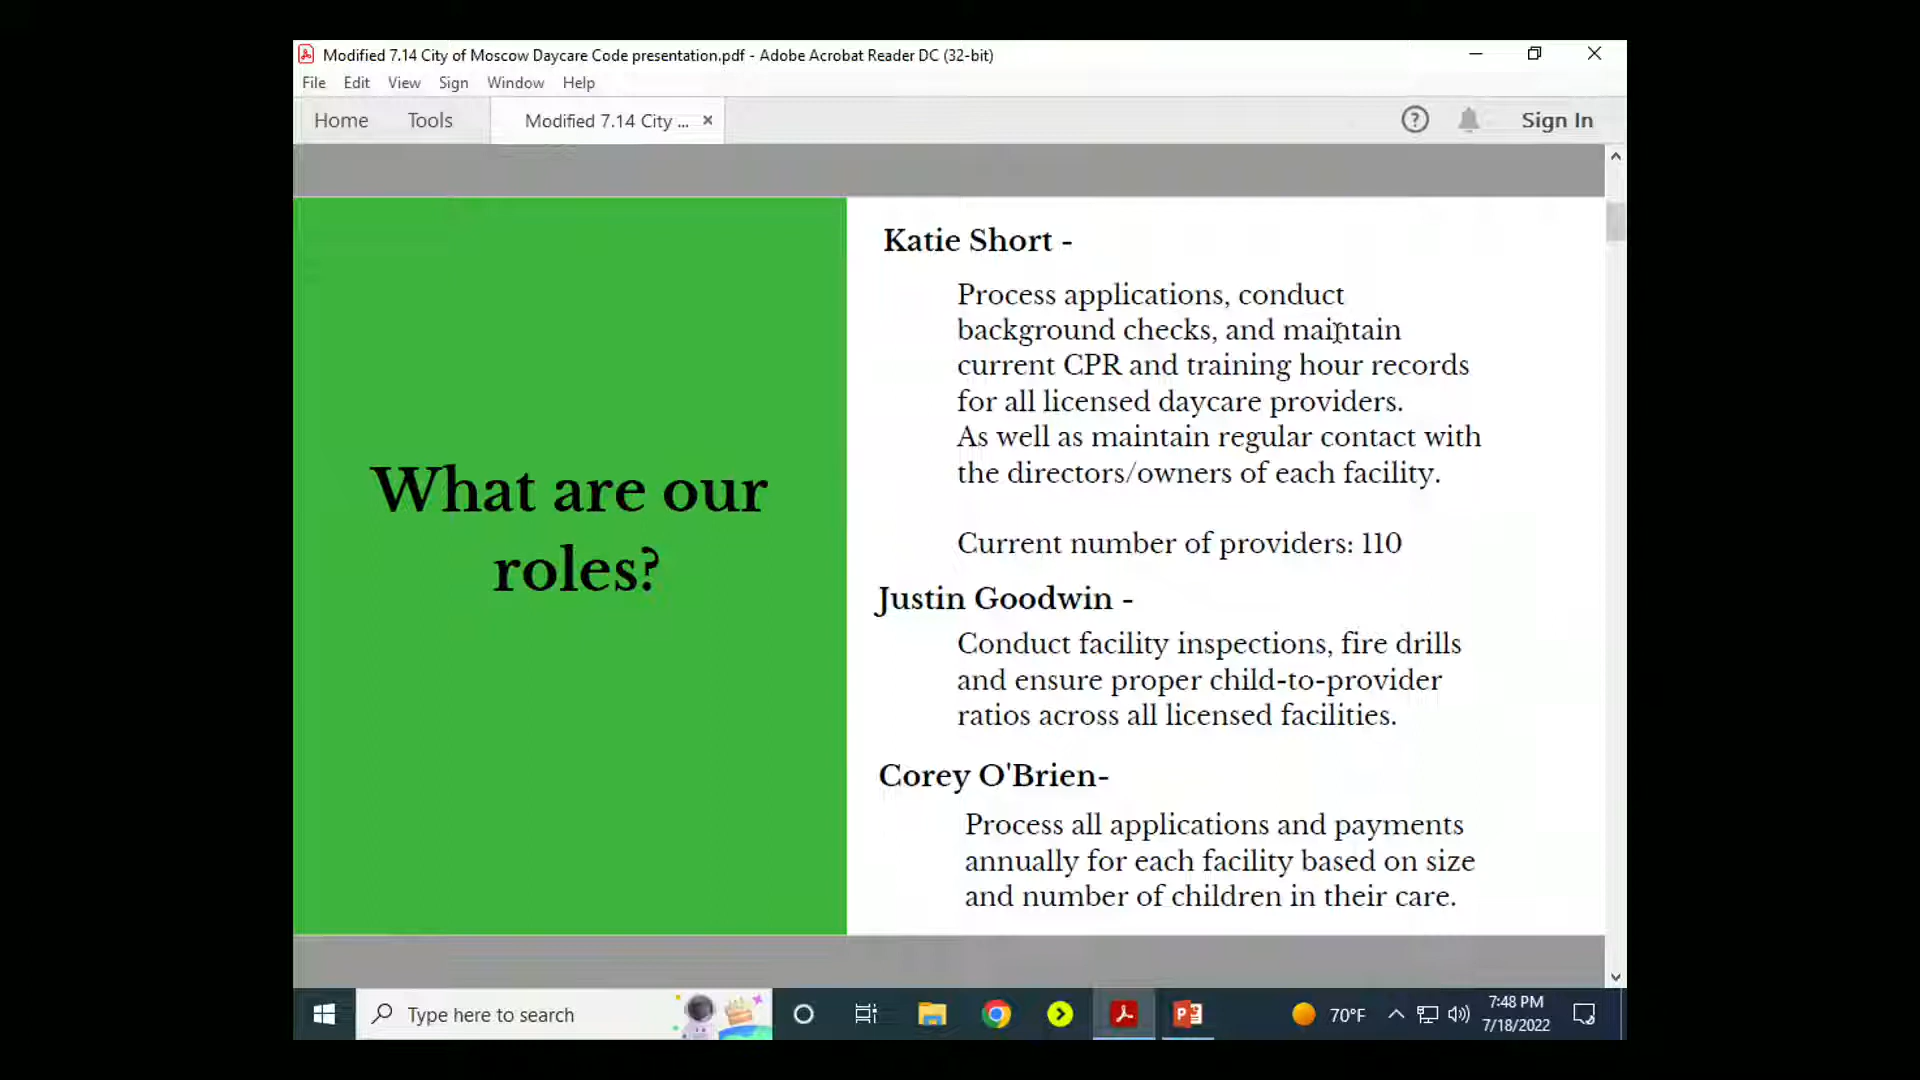 Modified 7.14 City of Moscow Daycare Code presentation.pdf - Adobe Acrobat Reader DC (32-bit)
File Edit View Sign Window Help
Home Tools Modified 7.14 City ... × ? Sign In
What are our
roles?
Katie Short -
Process applications, conduct
background checks, and maintain
current CPR and training hour records
for all licensed daycare providers.
As well as maintain regular contact with
the directors/owners of each facility.
Current number of providers: 110
Justin Goodwin -
Conduct facility inspections, fire drills
and ensure proper child-to-provider
ratios across all licensed facilities.
Corey O'Brien-
Process all applications and payments
annually for each facility based on size
and number of children in their care.
Type here to search
70°F
7:48 PM
7/18/2022